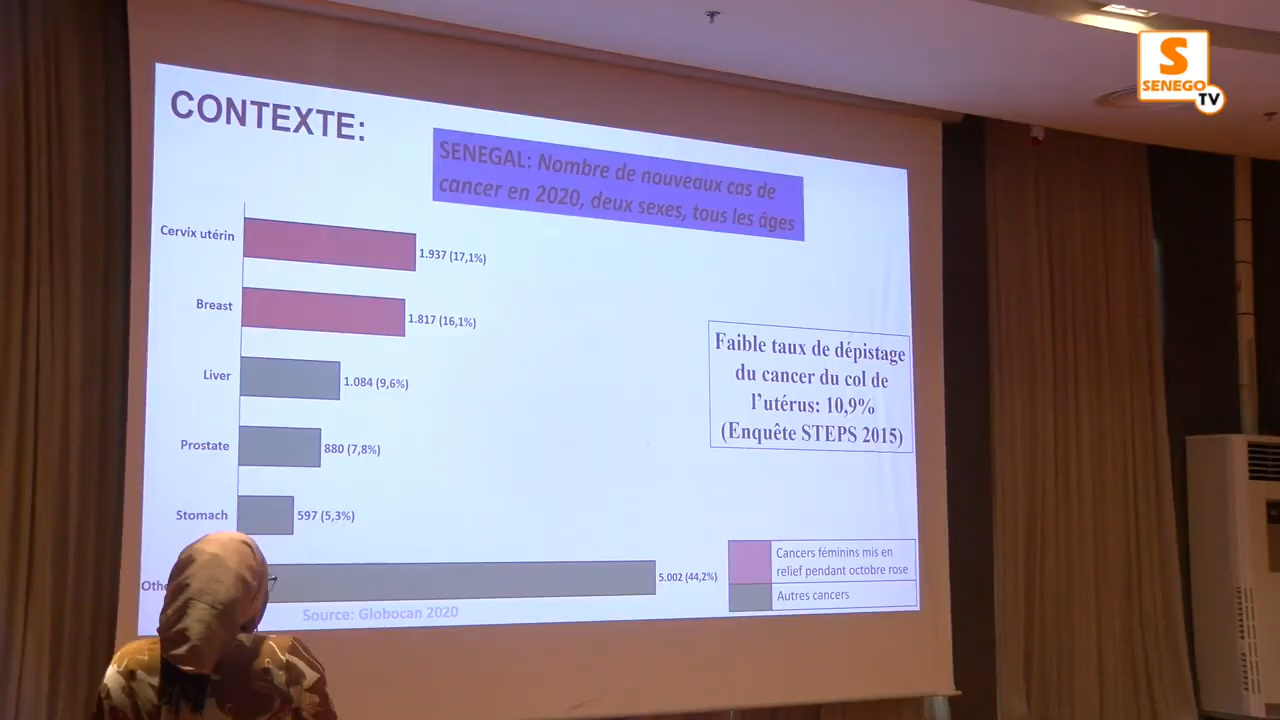 S
SENEGO
TV
CONTEXTE:
SENEGAL: Nombre de nouveaux cas de
cancer en 2020, deux sexes, tous les âges
Cervix utérin
1.937 (17,1%)
Breast
1.817 (16,1%)
Liver
1.084 (9,6%)
Prostate
880 (7,8%)
Stomach
597 (5,3%)
5.002 (44,2%)
Faible taux de dépistage
du cancer du col de
l’utérus: 10,9%
(Enquête STEPS 2015)
Cancers féminins mis en
relief pendant octobre rose
Autres cancers
Source: Globocan 2020